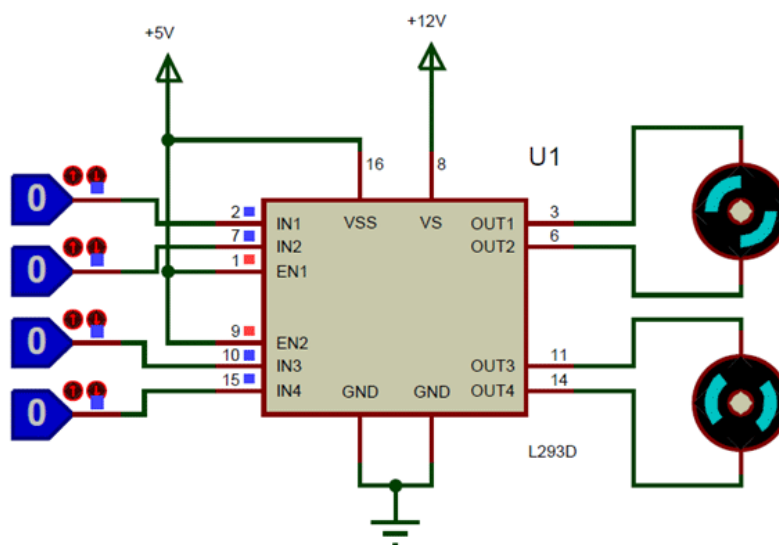 +5V
+12V
U1
16
8
0
2
IN1
VSS
VS
OUT1
3
7
IN2
OUT2
6
0
1
EN1
0
9
EN2
10
IN3
OUT3
11
15
IN4
GND
GND
OUT4
14
0
L293D